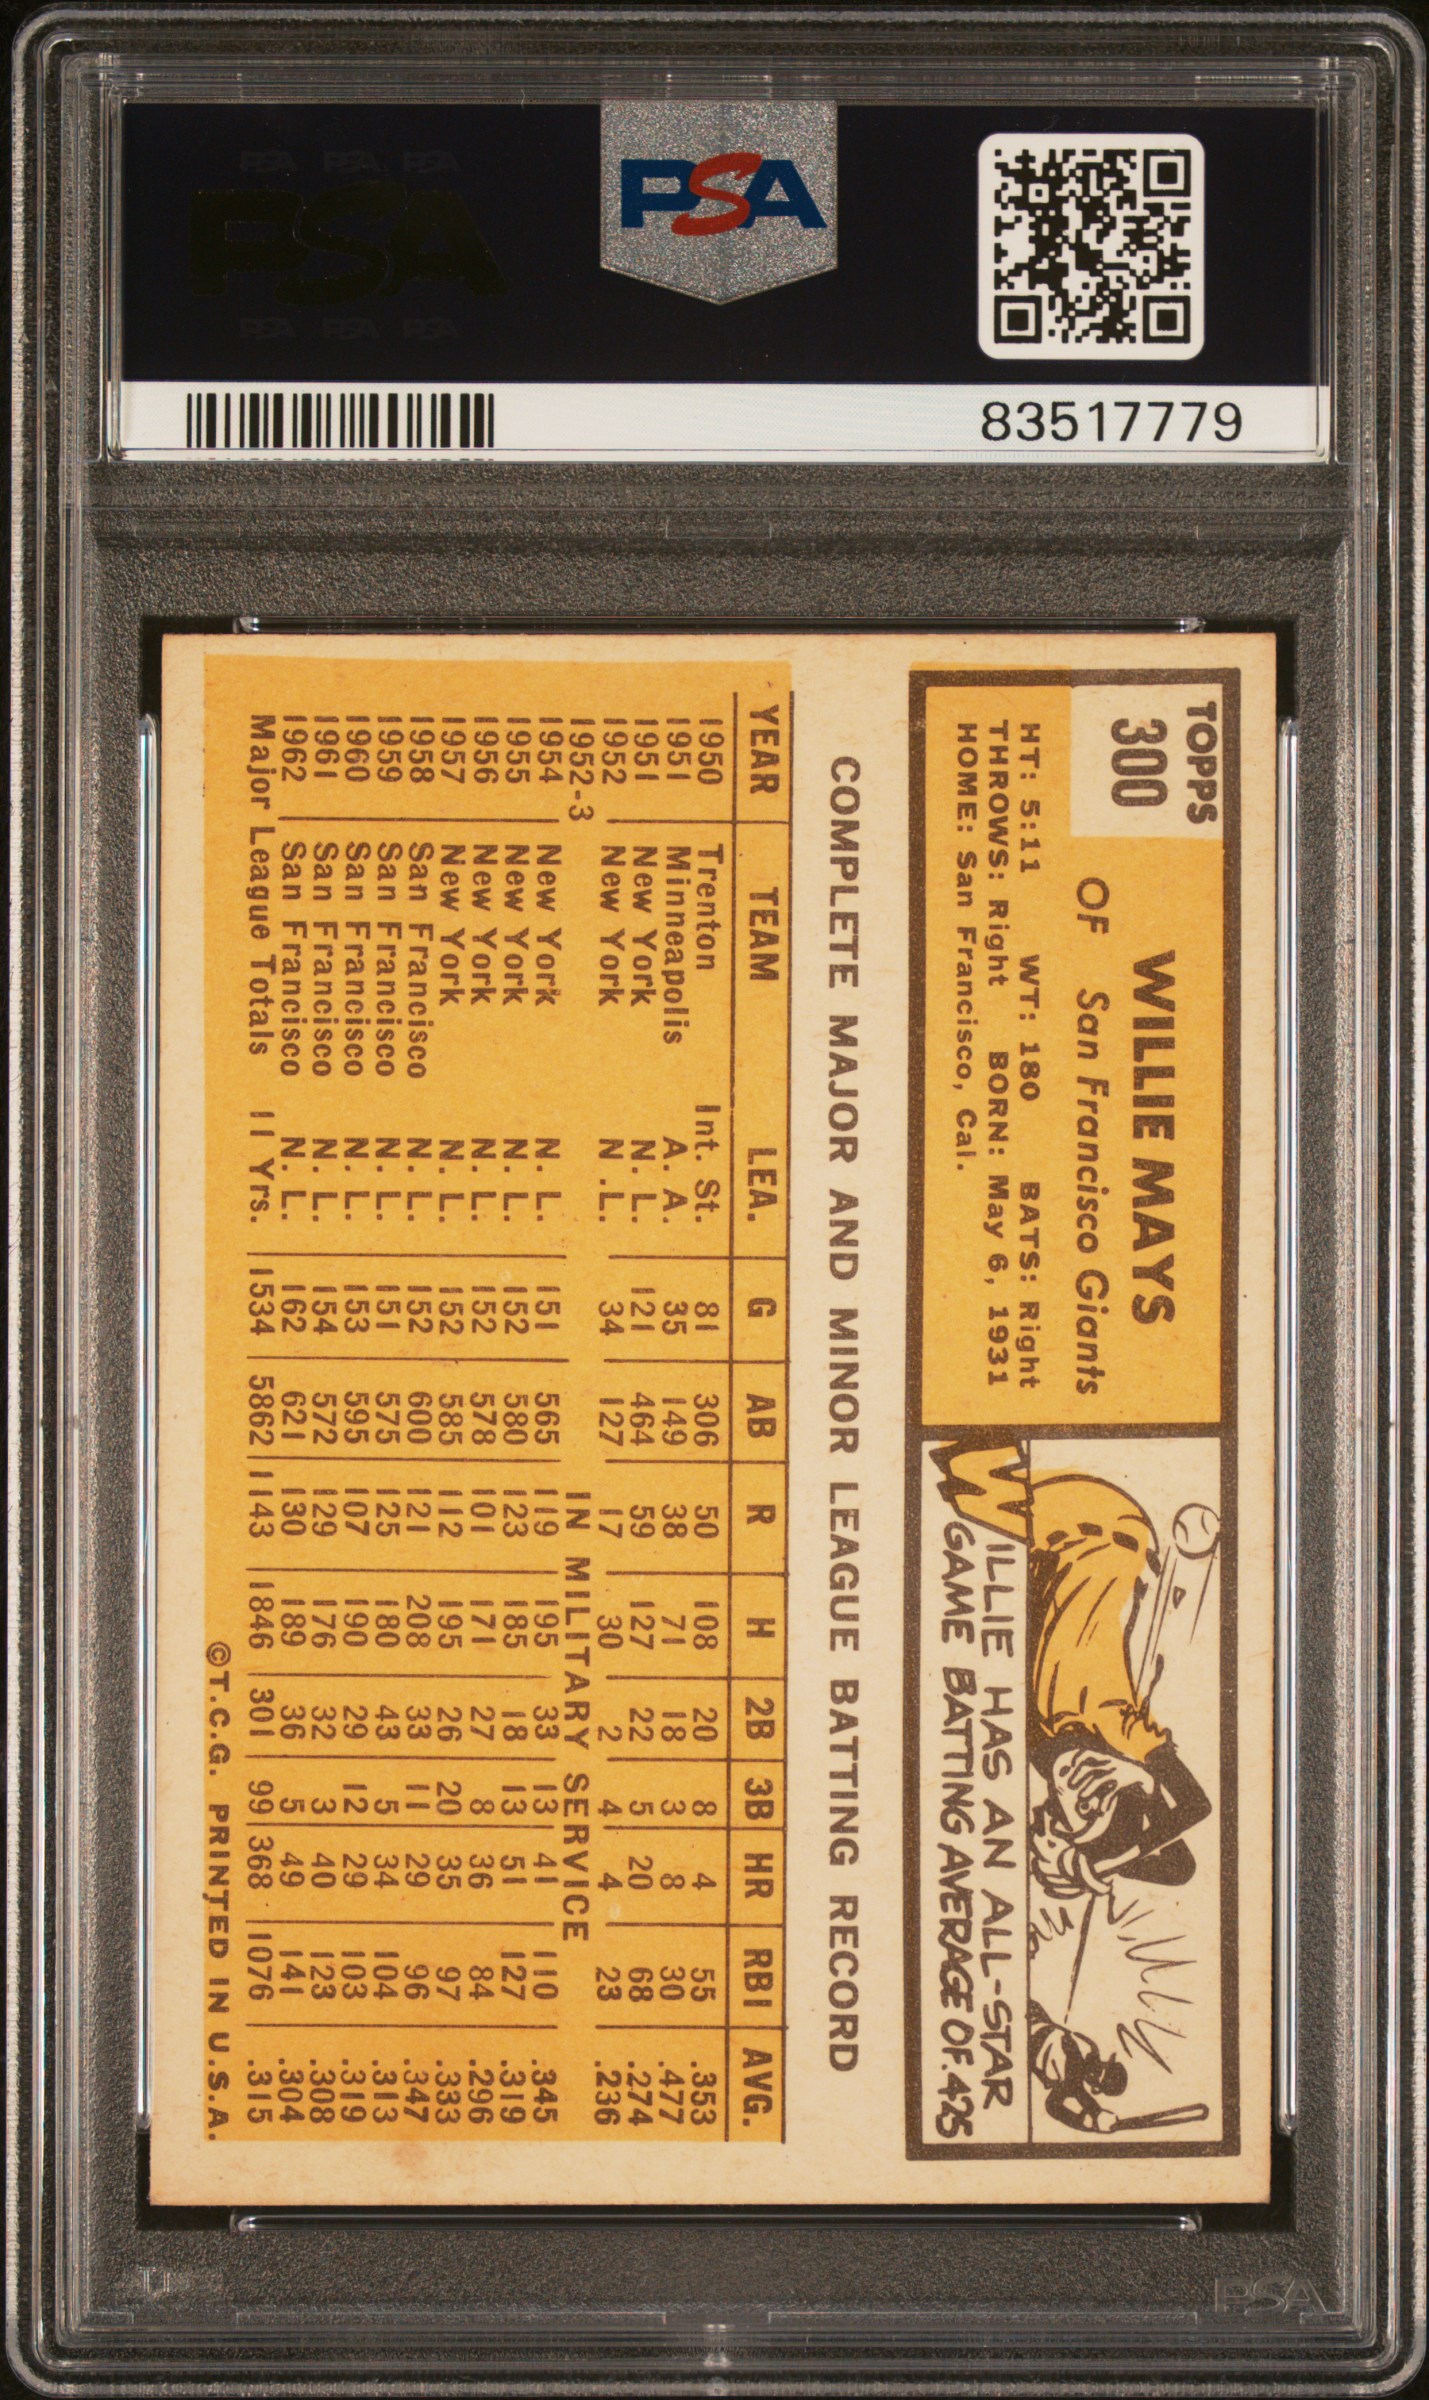 PSA PSA PSA
PSA
PSA PSA PSA
PSA
83517779
TOPPS
300
WILLIE MAYS
OF San Francisco Giants
HT: 5:11 WT: 180 BATS: Right
THROWS: Right BORN: May 6, 1931
HOME: San Francisco, Cal.
WILLIE HAS AN ALL-STAR
GAME BATTING AVERAGE OF .425
COMPLETE MAJOR AND MINOR LEAGUE BATTING RECORD
YEAR TEAM LEA. G AB R H 2B 3B HR RBI AVG.
1950 Trenton Int. St. 81 306 50 108 20 8 4 55 .353
1951 Minneapolis A. A. 35 149 38 71 18 3 8 30 .477
1951 New York N. L. 121 464 59 127 22 5 20 68 .274
1952 New York N .L. 34 127 17 30 2 4 4 23 .236
1952-3 IN MILITARY SERVICE
1954 New York N. L. 151 565 119 195 33 13 41 110 .345
1955 New York N. L. 152 580 123 185 18 13 51 127 .319
1956 New York N. L. 152 578 101 171 27 8 36 84 .296
1957 New York N. L. 152 585 112 195 26 20 35 97 .333
1958 San Francisco N. L. 152 600 121 208 33 11 29 96 .347
1959 San Francisco N. L. 151 575 125 180 43 5 34 104 .313
1960 San Francisco N. L. 153 595 107 190 29 12 29 103 .319
1961 San Francisco N. L. 154 572 129 176 32 3 40 123 .308
1962 San Francisco N. L. 162 621 130 189 36 5 49 141 .304
Major League Totals 11 Yrs. 1534 5862 1143 1846 301 99 368 1076 .315
©T.C.G. PRINTED IN U.S.A.
PSA